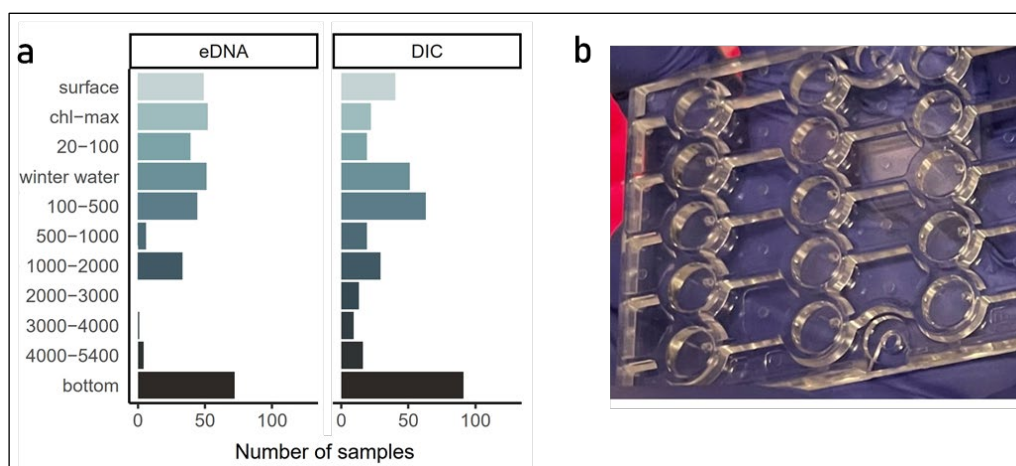 a
eDNA
DIC
b
surface
chl−max
20−100
winter water
100−500
500−1000
1000−2000
2000−3000
3000−4000
4000−5400
bottom
0
50
100
0
50
100
Number of samples